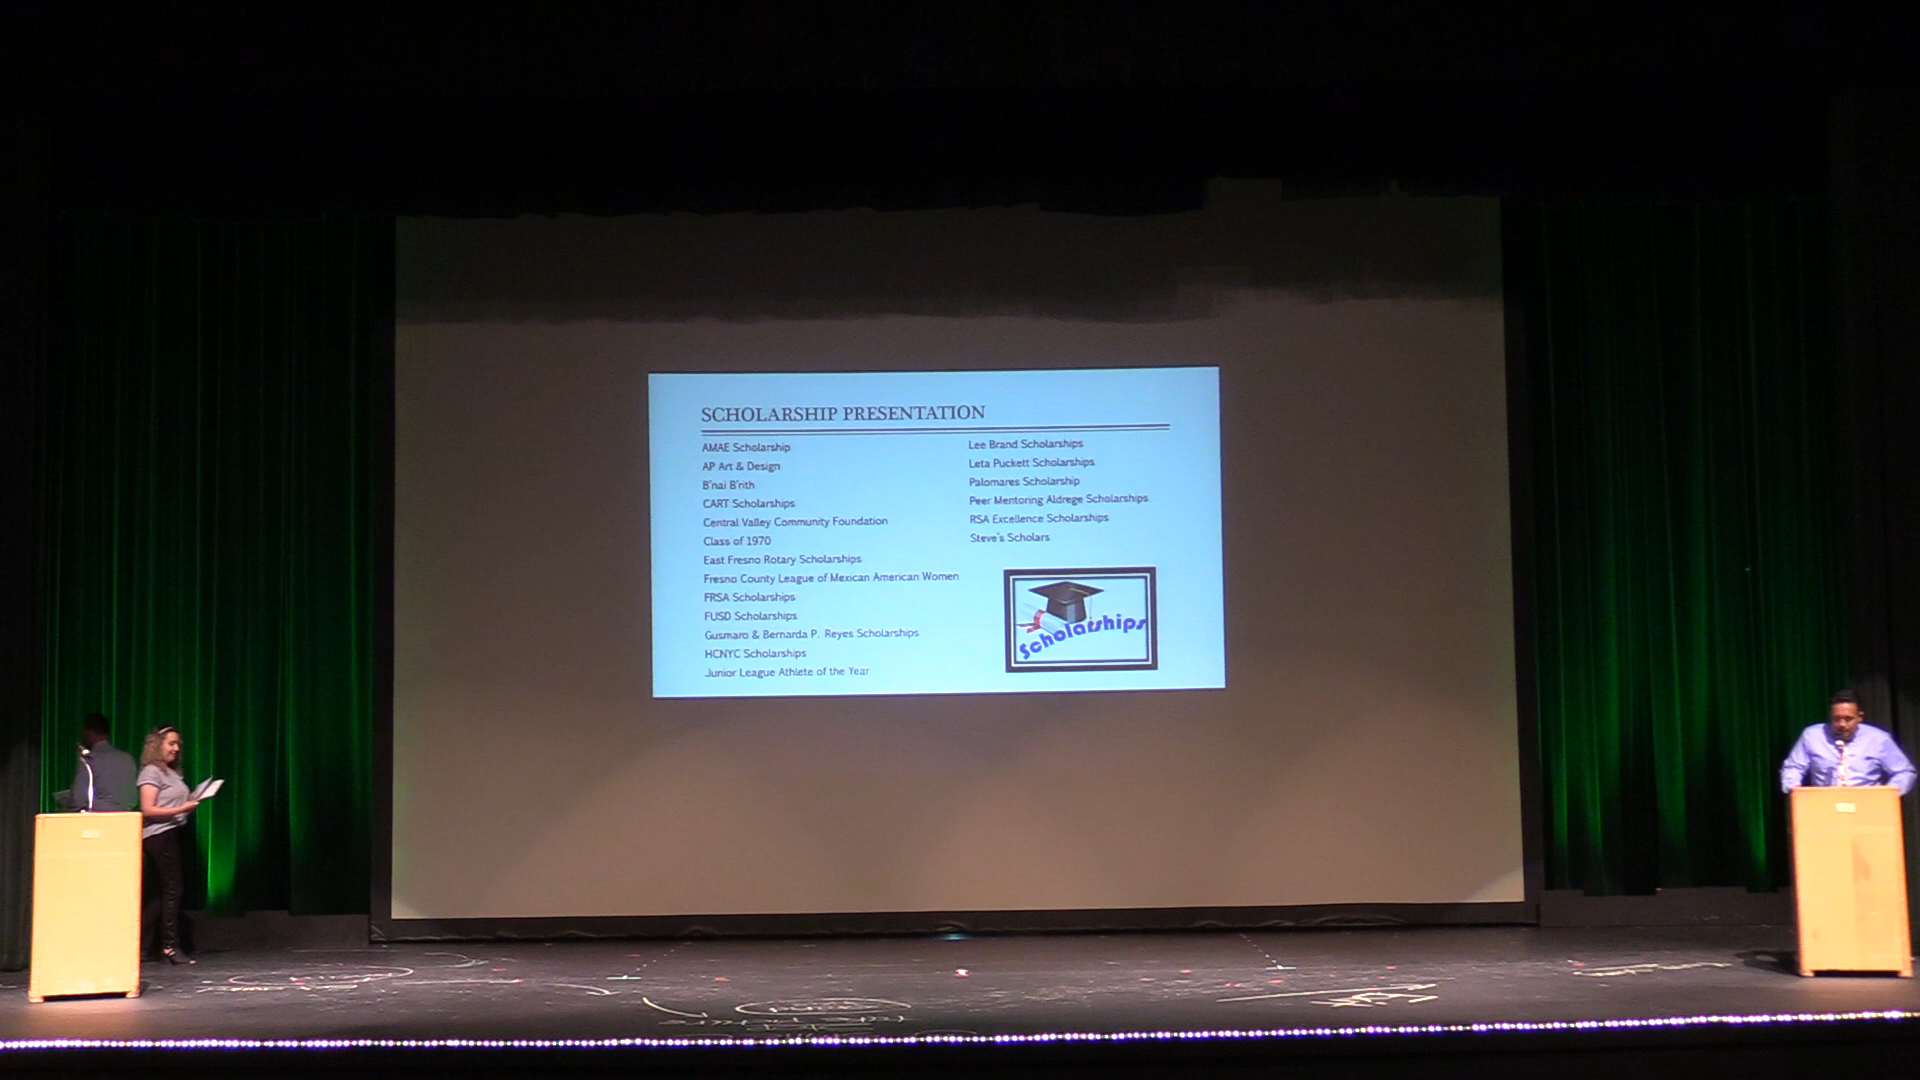 SCHOLARSHIP PRESENTATION
AMAE Scholarship
AP Art & Design
B'nai B'rith
CART Scholarships
Central Valley Community Foundation
Class of 1970
East Fresno Rotary Scholarships
Fresno County League of Mexican American Women
FRSA Scholarships
FUSD Scholarships
Gusmaro & Bernarda P. Reyes Scholarships
HCNYC Scholarships
Junior League Athlete of the Year
Lee Brand Scholarships
Leta Puckett Scholarships
Palomares Scholarship
Peer Mentoring Aldrege Scholarships
RSA Excellence Scholarships
Steve's Scholars
Scholarships